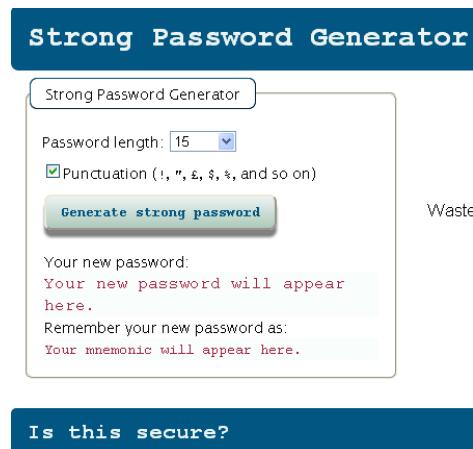 Strong Password Generator
Strong Password Generator
Password length: 15
Punctuation (!, ", £, $, %, and so on)
Generate strong password
Waste
Your new password:
Your new password will appear
here.
Remember your new password as:
Your mnemonic will appear here.
Is this secure?